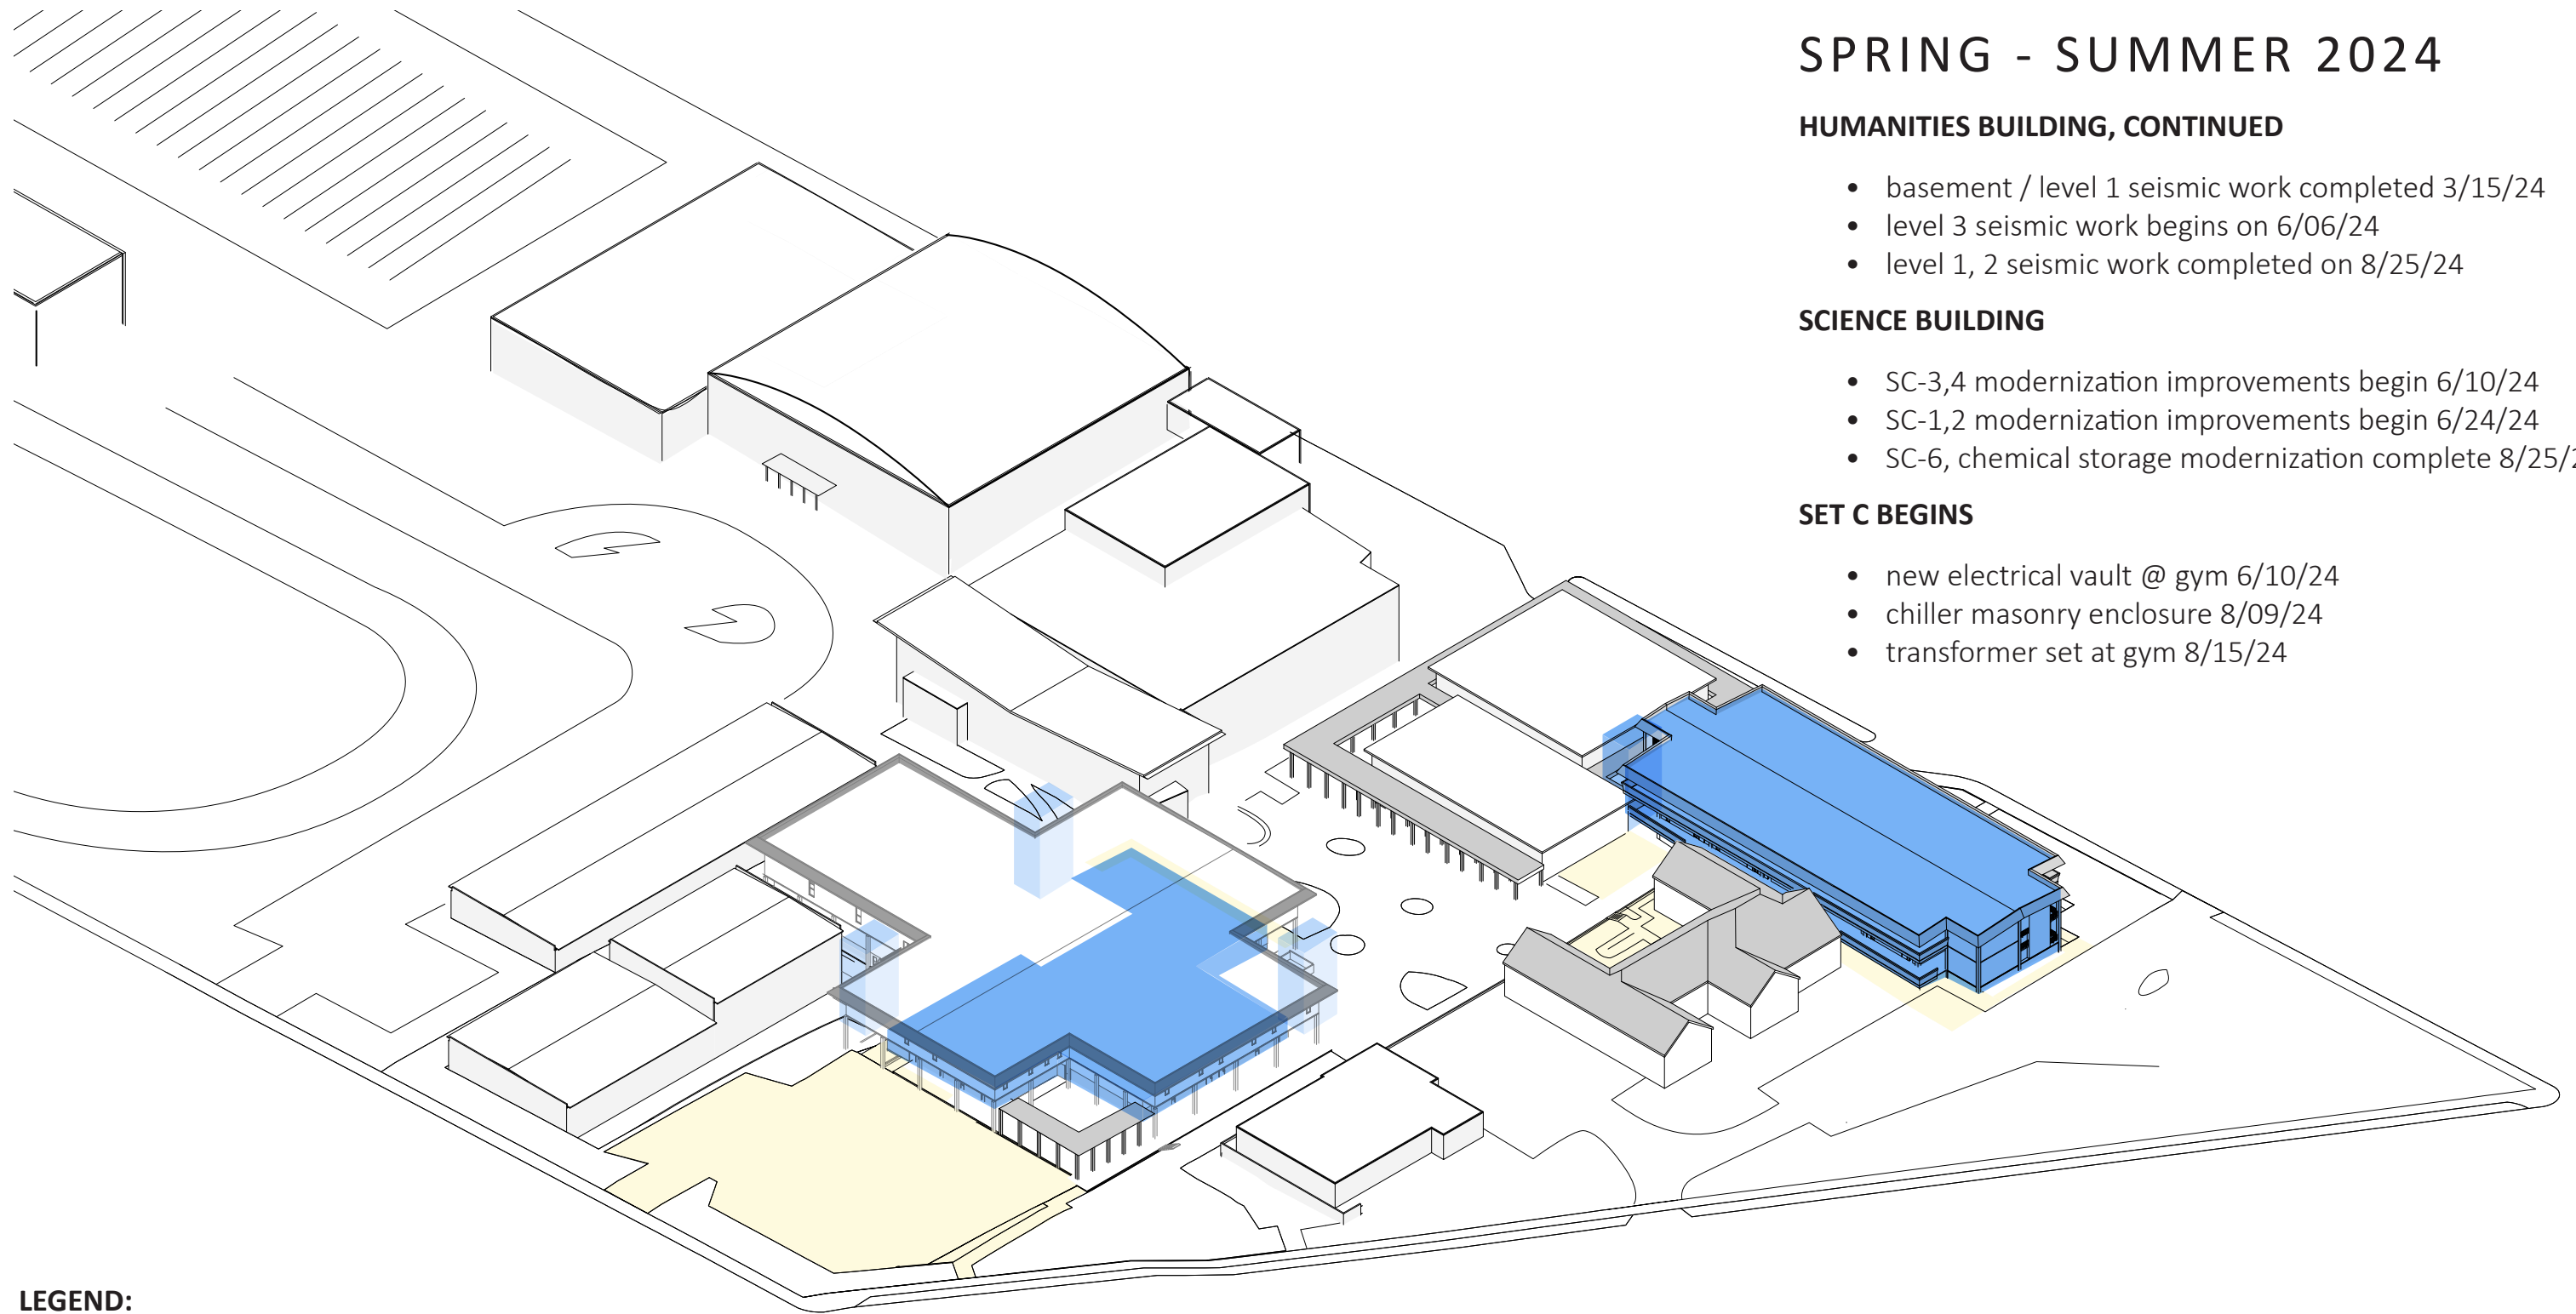 SPRING - SUMMER 2024
HUMANITIES BUILDING, CONTINUED
• basement / level 1 seismic work completed 3/15/24
• level 3 seismic work begins on 6/06/24
• level 1, 2 seismic work completed on 8/25/24
SCIENCE BUILDING
• SC-3,4 modernization improvements begin 6/10/24
• SC-1,2 modernization improvements begin 6/24/24
• SC-6, chemical storage modernization complete 8/25/2
SET C BEGINS
• new electrical vault @ gym 6/10/24
• chiller masonry enclosure 8/09/24
• transformer set at gym 8/15/24
LEGEND: